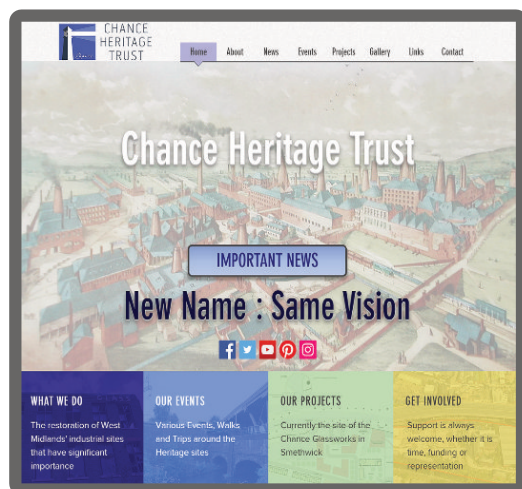 CHANCE
HERITAGE
TRUST
Home About News Events Projects Gallery Links Contact
Chance Heritage Trust
IMPORTANT NEWS
New Name : Same Vision
WHAT WE DO
The restoration of West
Midlands' industrial sites
that have significant
importance
OUR EVENTS
Various Events, Walks
and Trips around the
Heritage sites
OUR PROJECTS
Currently the site of the
Chance Glassworks in
Smethwick
GET INVOLVED
Support is always
welcome, whether it is
time, funding or
representation